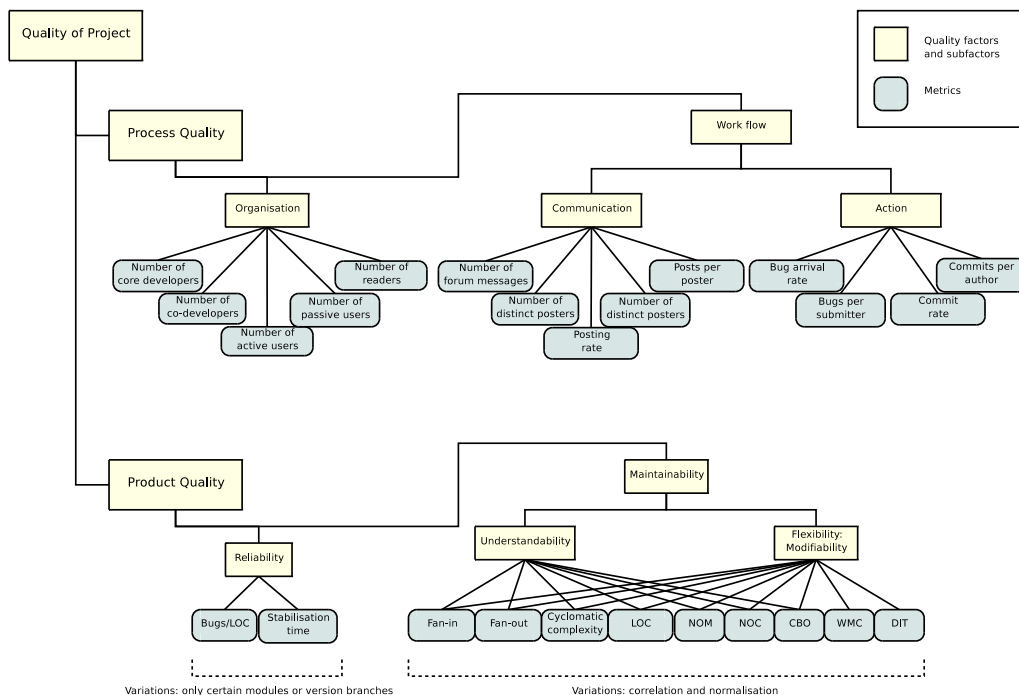 Quality of Project
Quality factors
and subfactors
Metrics
Process Quality
Work flow
Organisation
Communication
Action
Number of
core developers
Number of
co-developers
Number of
active users
Number of
passive users
Number of
readers
Number of
forum messages
Number of
distinct posters
Posting
rate
Number of
distinct posters
Posts per
poster
Bug arrival
rate
Bugs per
submitter
Commit
rate
Commits per
author
Product Quality
Maintainability
Reliability
Understandability
Flexibility:
Modifiability
Bugs/LOC
Stabilisation
time
Fan-in
Fan-out
Cyclomatic
complexity
LOC
NOM
NOC
CBO
WMC
DIT
Variations: only certain modules or version branches
Variations: correlation and normalisation